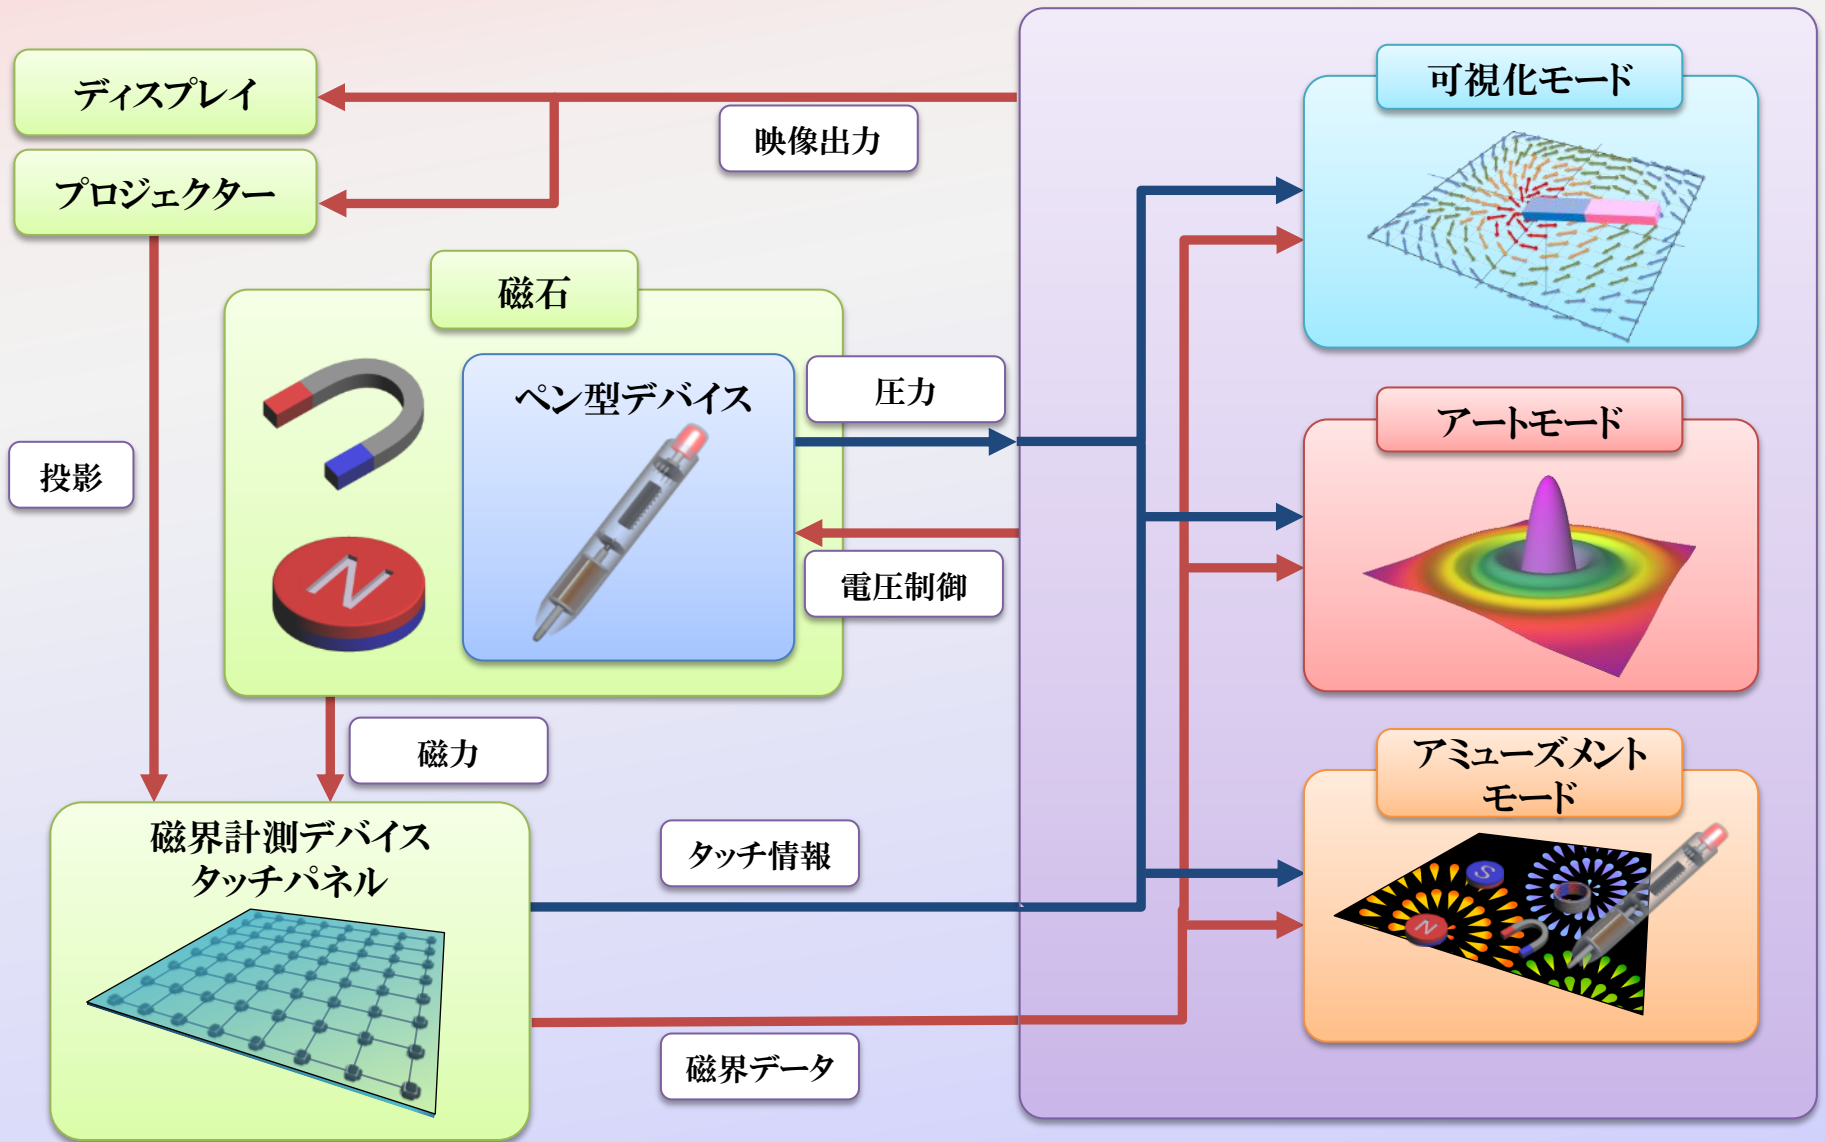 ディスプレイ
プロジェクター
映像出力
可視化モード
磁石
ペン型デバイス
圧力
電圧制御
アートモード
投影
磁力
磁界計測デバイス
タッチパネル
タッチ情報
磁界データ
アミューズメント
モード
N
S
N